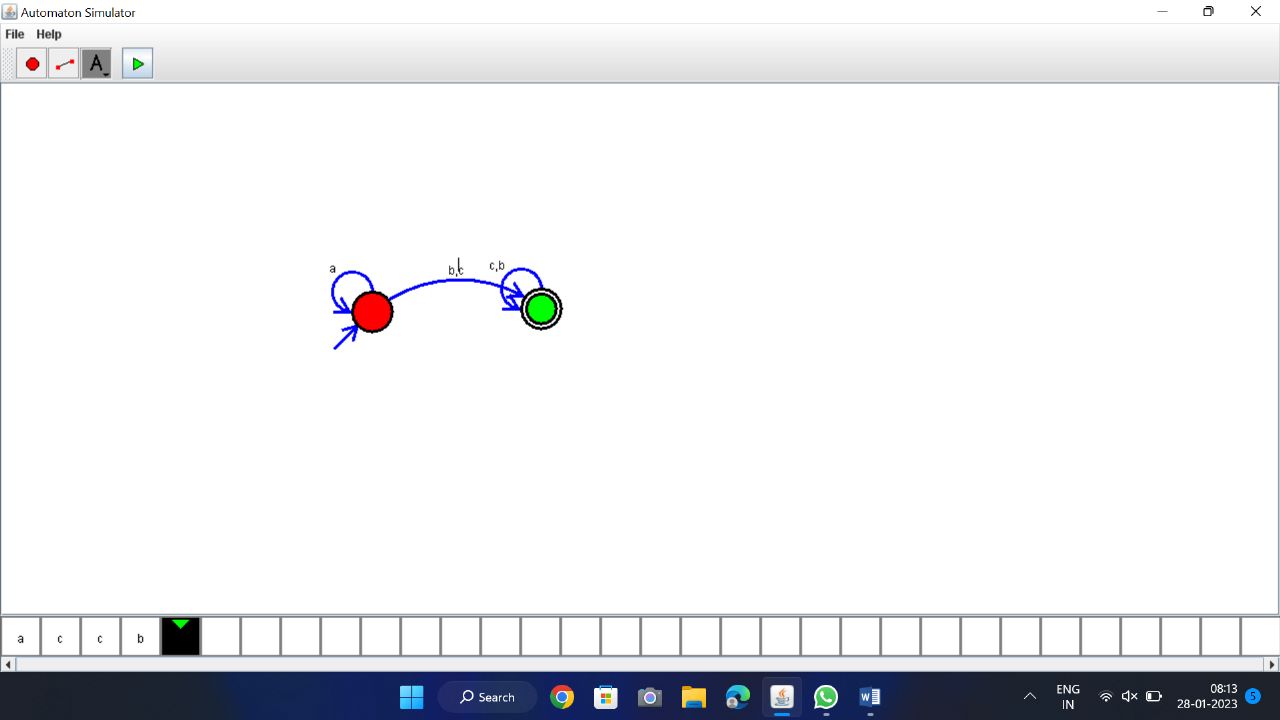 Automaton Simulator
File Help
A
a
b,c
c,b
a c c b
Search
ENG
IN
08:13
28-01-2023
5